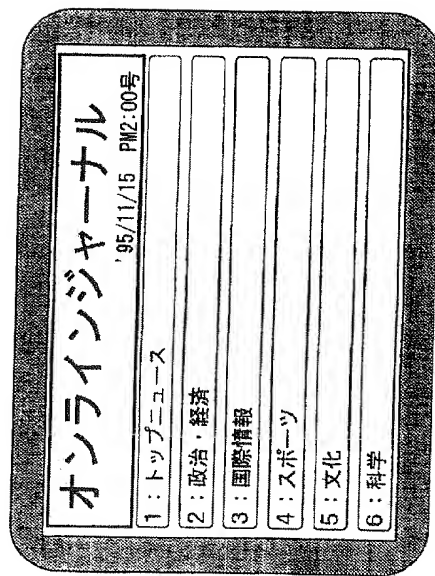 オンラインジャーナル
'95/11/15 PM2:00号
1:トップニュース
2:政治・経済
3:国際情報
4:スポーツ
5:文化
6:科学